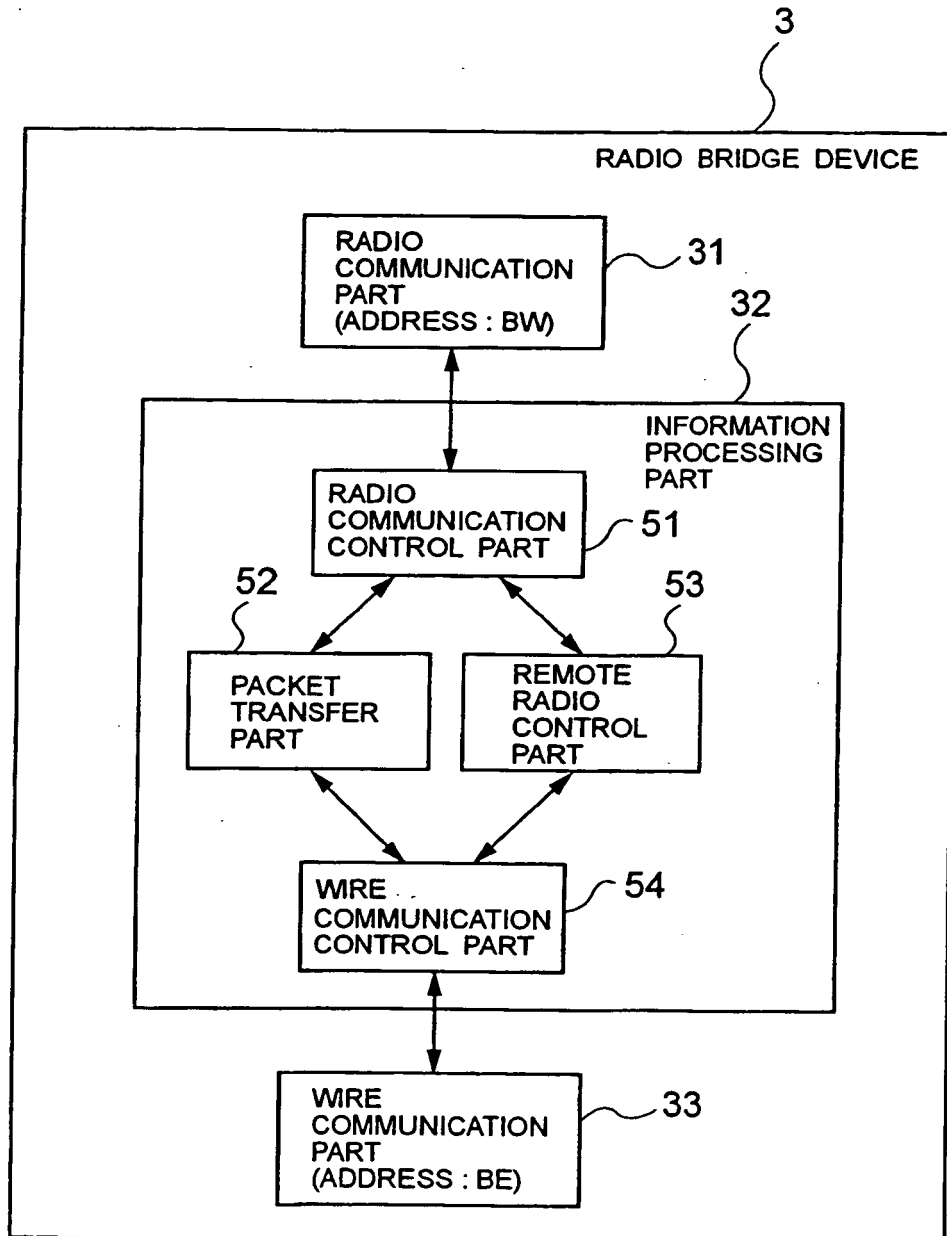 3
RADIO BRIDGE DEVICE
RADIO
COMMUNICATION
PART
(ADDRESS : BW)
31
32
INFORMATION
PROCESSING
PART
RADIO
COMMUNICATION
CONTROL PART
51
52
53
PACKET
TRANSFER
PART
REMOTE
RADIO
CONTROL
PART
WIRE
COMMUNICATION
CONTROL PART
54
WIRE
COMMUNICATION
PART
(ADDRESS : BE)
33